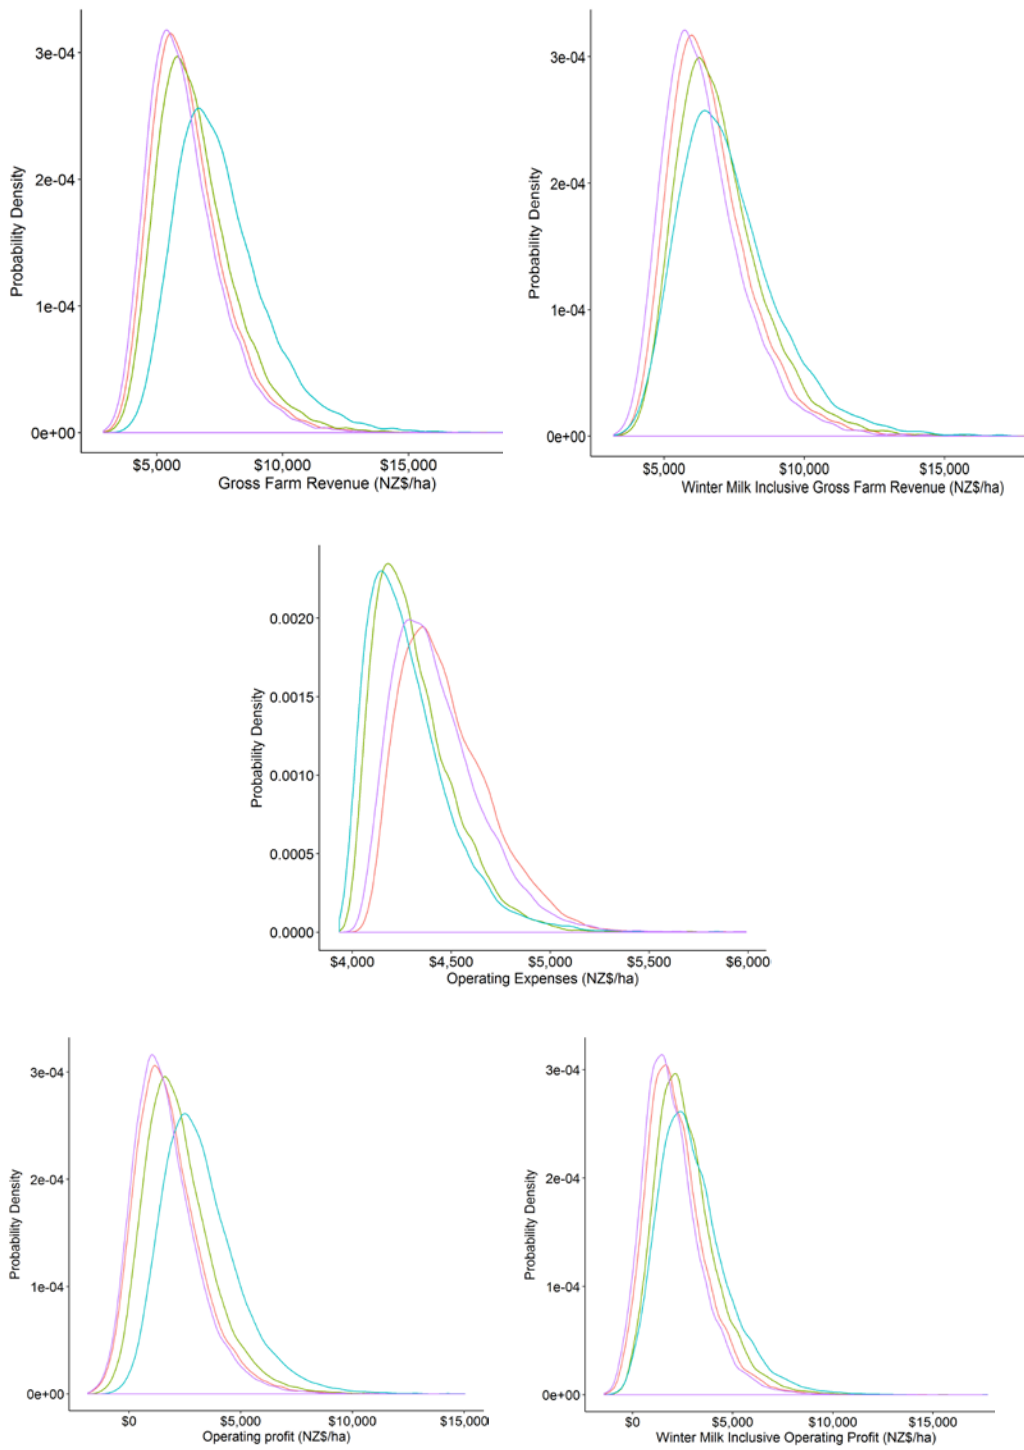 3e-04
2e-04
1e-04
0e+00
Probability Density
$5,000 $10,000 $15,000
Gross Farm Revenue (NZ$/ha)
3e-04
2e-04
1e-04
0e+00
Probability Density
$5,000 $10,000 $15,000
Winter Milk Inclusive Gross Farm Revenue (NZ$/ha)
0.0020
0.0015
0.0010
0.0005
0.0000
Probability Density
$4,000 $4,500 $5,000 $5,500 $6,000
Operating Expenses (NZ$/ha)
3e-04
2e-04
1e-04
0e+00
Probability Density
$0 $5,000 $10,000 $15,000
Operating profit (NZ$/ha)
3e-04
2e-04
1e-04
0e+00
Probability Density
$0 $5,000 $10,000 $15,000
Winter Milk Inclusive Operating Profit (NZ$/ha)